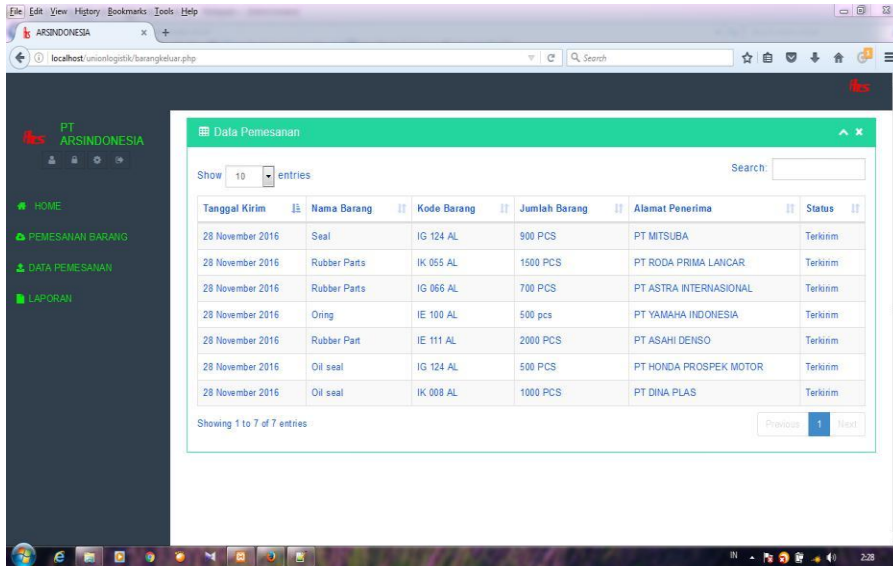 File Edit View History Bookmarks Tools Help
ARSINDONESIA
localhost/unionlogistik/barangkeluar.php
Search
PT
ARSINDONESIA
HOME
PEMESANAN BARANG
DATA PEMESANAN
LAPORAN
Data Pemesanan
Show 10 entries
Search:
Tanggal Kirim Nama Barang Kode Barang Jumlah Barang Alamat Penerima Status
28 November 2016 Seal IG 124 AL 900 PCS PT MITSUBA Terkirim
28 November 2016 Rubber Parts IK 055 AL 1500 PCS PT RODA PRIMA LANCAR Terkirim
28 November 2016 Rubber Parts IG 066 AL 700 PCS PT ASTRA INTERNASIONAL Terkirim
28 November 2016 Oring IE 100 AL 500 pcs PT YAMAHA INDONESIA Terkirim
28 November 2016 Rubber Part IE 111 AL 2000 PCS PT ASAHI DENSO Terkirim
28 November 2016 Oil seal IG 124 AL 500 PCS PT HONDA PROSPEK MOTOR Terkirim
28 November 2016 Oil seal IK 008 AL 1000 PCS PT DINA PLAS Terkirim
Showing 1 to 7 of 7 entries
Previous 1 Next
IN 2:28